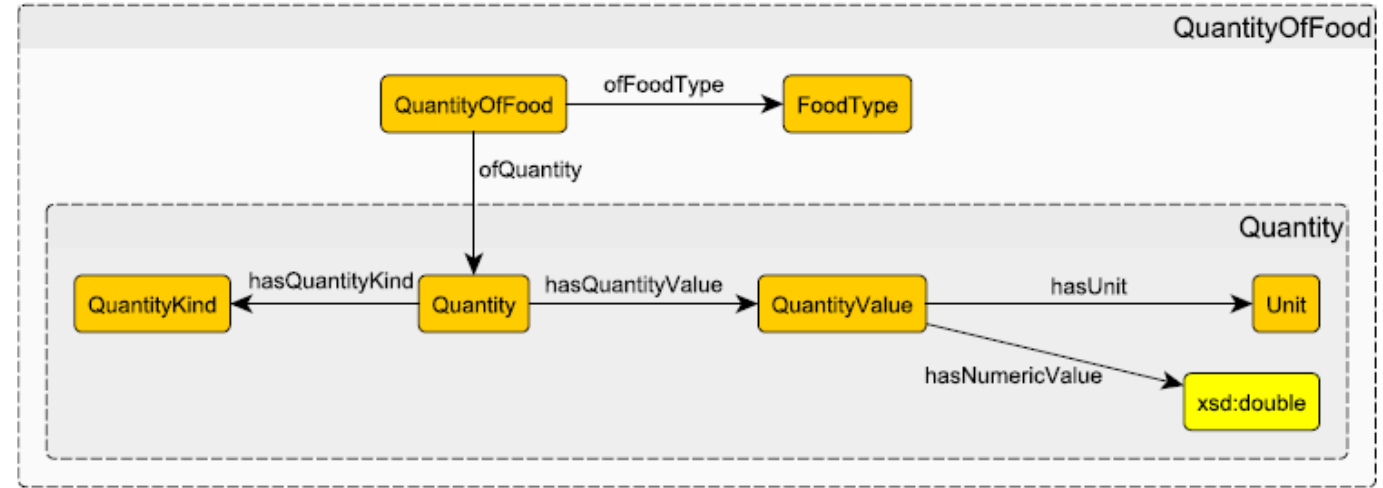 QuantityOfFood
ofFoodType
QuantityOfFood
FoodType
ofQuantity
Quantity
hasQuantityKind
hasQuantityValue
hasUnit
QuantityKind
Quantity
QuantityValue
Unit
hasNumericValue
xsd:double